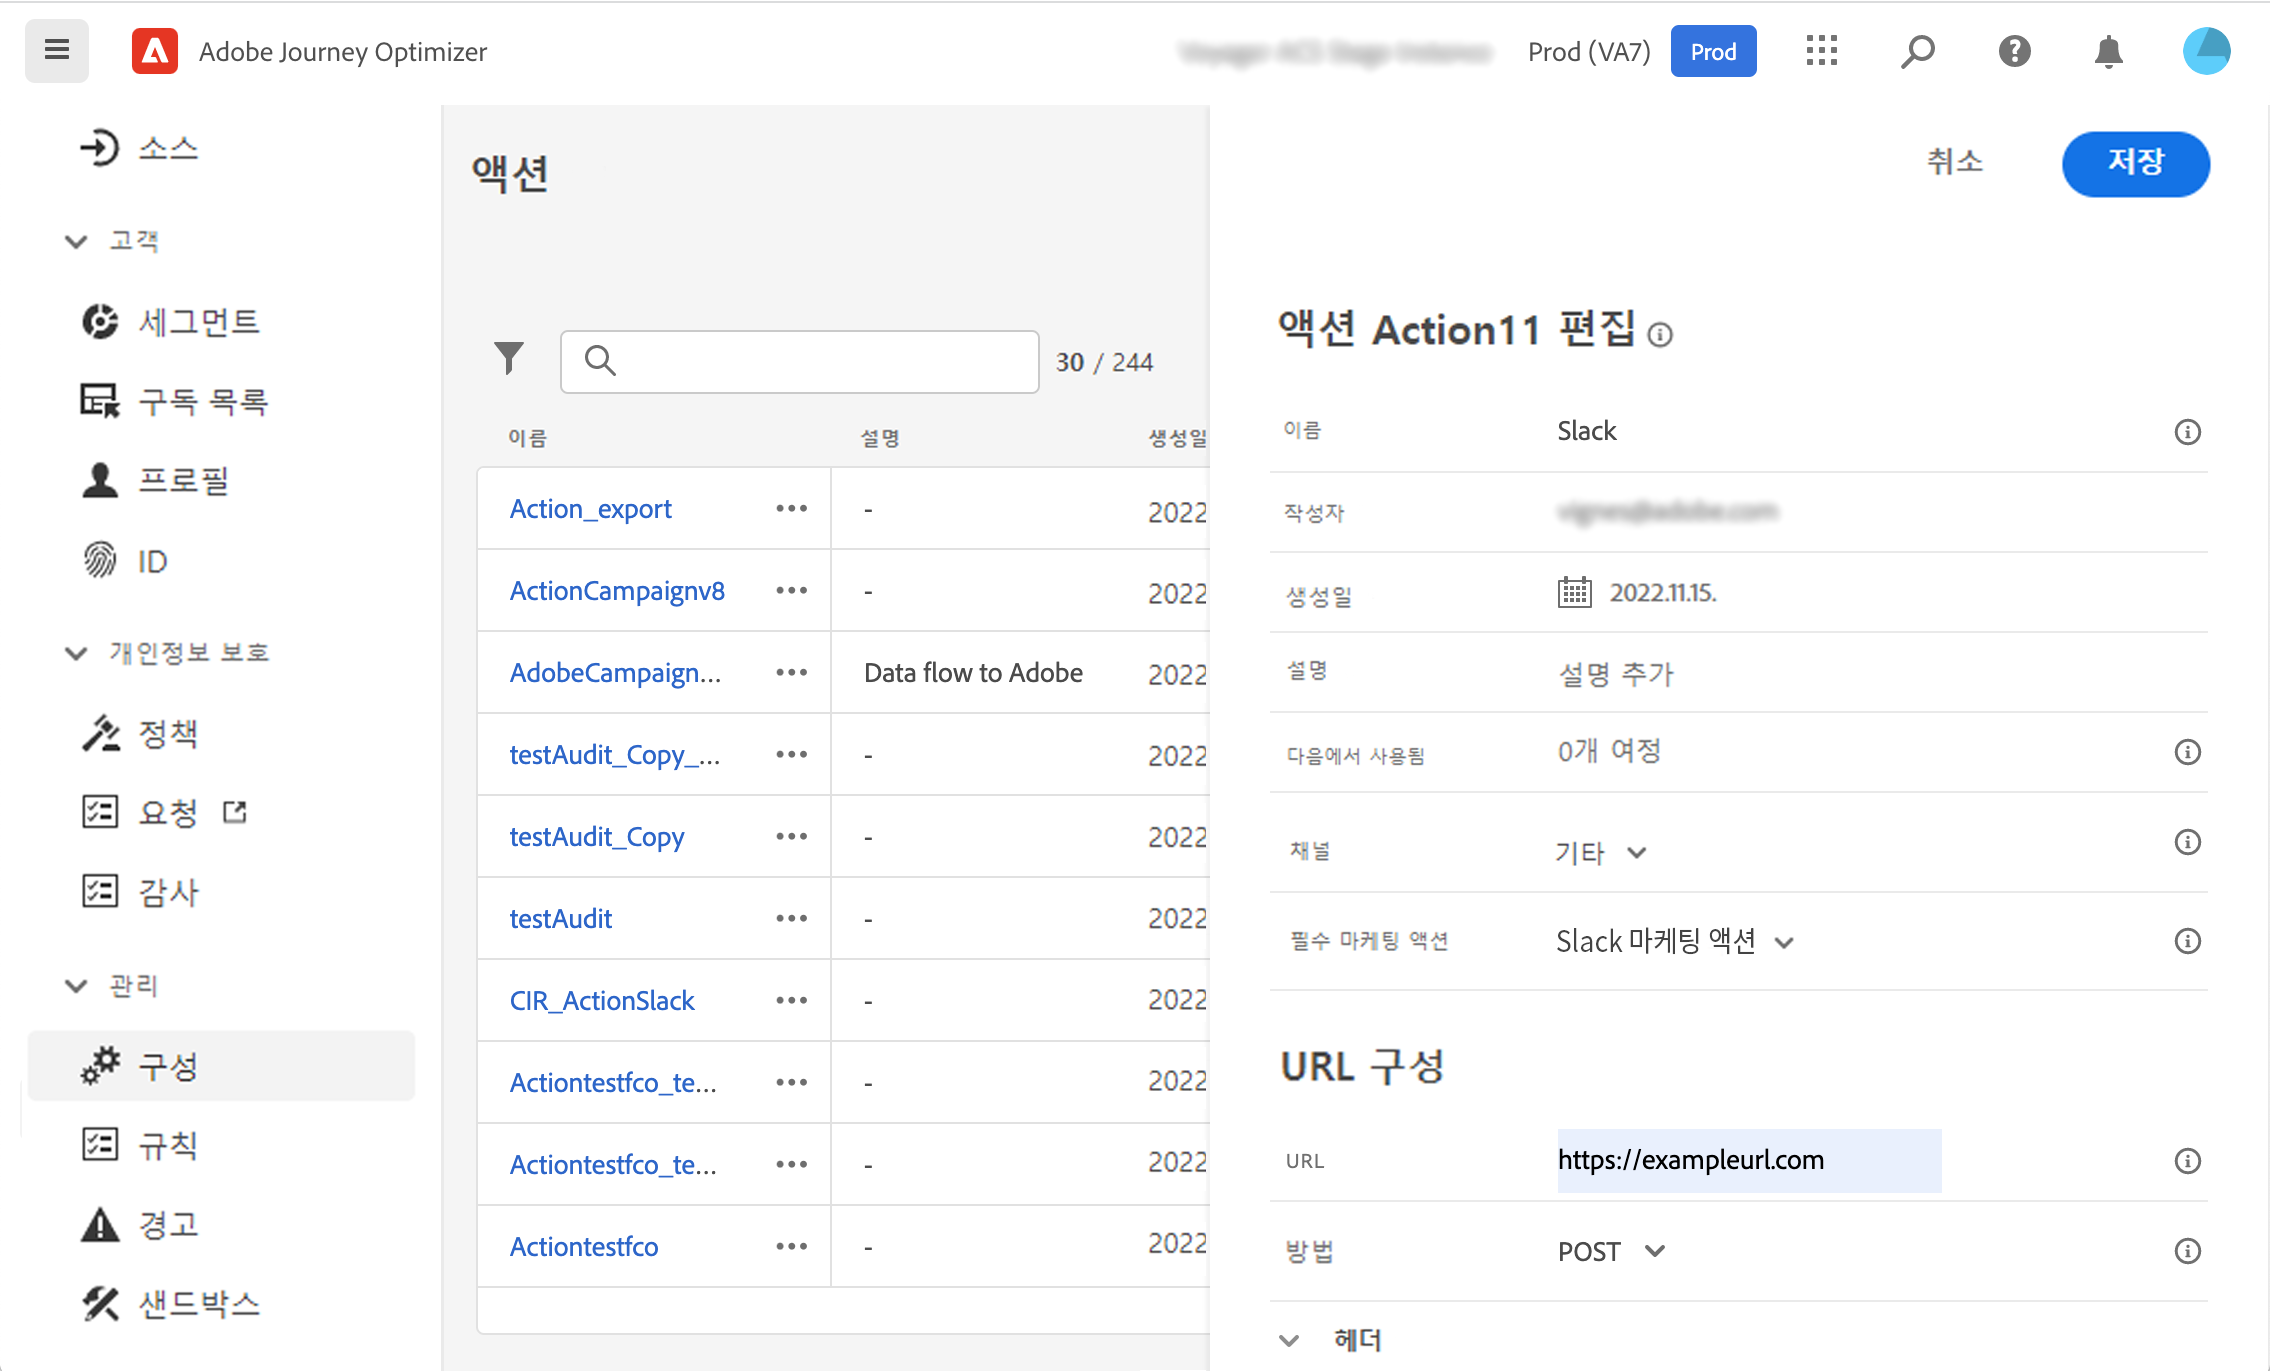 Adobe Journey Optimizer
Prod (VA7)
Prod
소스
고객
세그먼트
구독 목록
프로필
ID
개인정보 보호
정책
요청
감사
관리
구성
규칙
경고
샌드박스
액션
30 / 244
이름 설명 생성일
Action_export ••• - 2022
ActionCampaignv8 ••• - 2022
AdobeCampaign... ••• Data flow to Adobe 2022
testAudit_Copy_... ••• - 2022
testAudit_Copy ••• - 2022
testAudit ••• - 2022
CIR_ActionSlack ••• - 2022
Actiontestfco_te... ••• - 2022
Actiontestfco_te... ••• - 2022
Actiontestfco ••• - 2022
취소
저장
액션 Action11 편집
이름 Slack
작성자
생성일 2022.11.15.
설명 설명 추가
다음에서 사용됨 0개 여정
채널 기타
필수 마케팅 액션 Slack 마케팅 액션
URL 구성
URL https://exampleurl.com
방법 POST
헤더